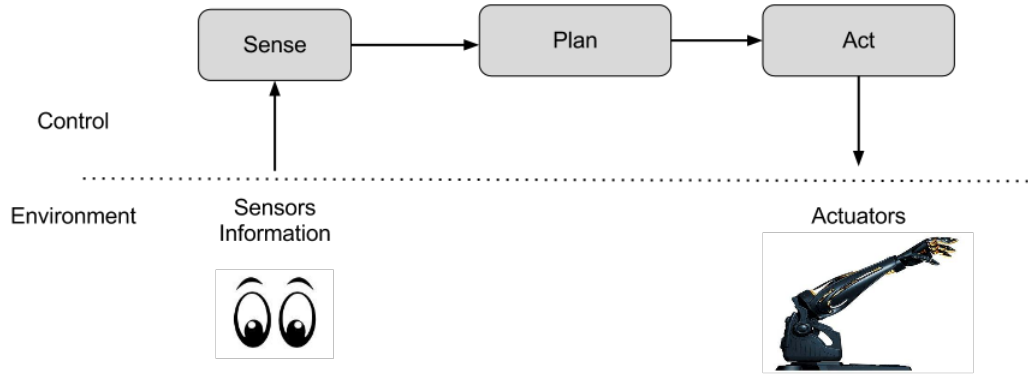 Sense
Plan
Act
Control
Environment
Sensors
Information
Actuators